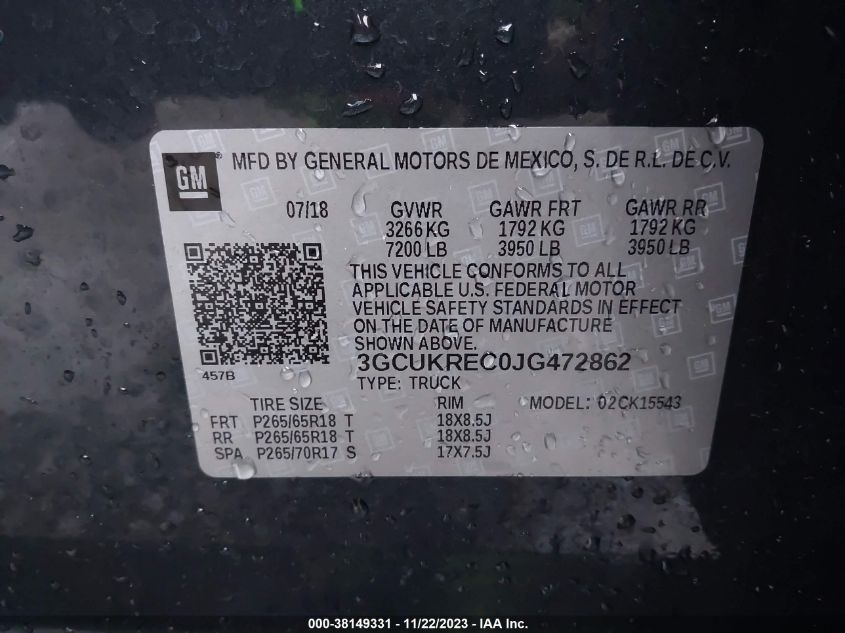 GM
MFD BY GENERAL MOTORS DE MEXICO, S. DE R.L. DE C.V.
07/18 GVWR GAWR FRT GAWR RR
3266 KG 1792 KG 1792 KG
7200 LB 3950 LB 3950 LB
THIS VEHICLE CONFORMS TO ALL
APPLICABLE U.S. FEDERAL MOTOR
VEHICLE SAFETY STANDARDS IN EFFECT
ON THE DATE OF MANUFACTURE
SHOWN ABOVE.
3GCUKREC0JG472862
457B TYPE: TRUCK
TIRE SIZE RIM MODEL: 02CK15543
FRT P265/65R18 T 18X8.5J
RR P265/65R18 T 18X8.5J
SPA P265/70R17 S 17X7.5J
000-38149331 - 11/22/2023 - IAA Inc.